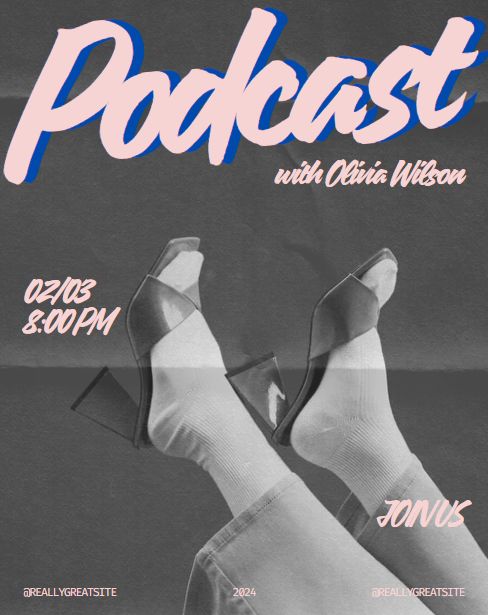 Podcast
with Olivia Wilson
02/03
8:00 PM
JOIN US
@REALLYGREATSITE 2024 @REALLYGREATSITE